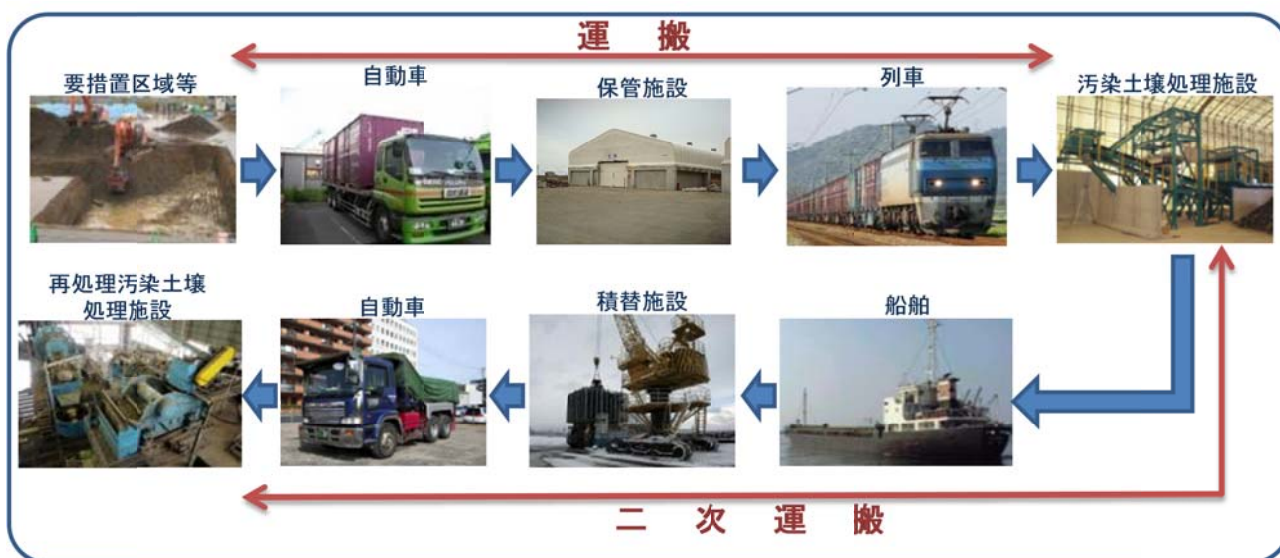 運 搬
要措置区域等
自動車
保管施設
列車
汚染土壌処理施設
再処理汚染土壌
処理施設
自動車
積替施設
船舶
二 次 運 搬